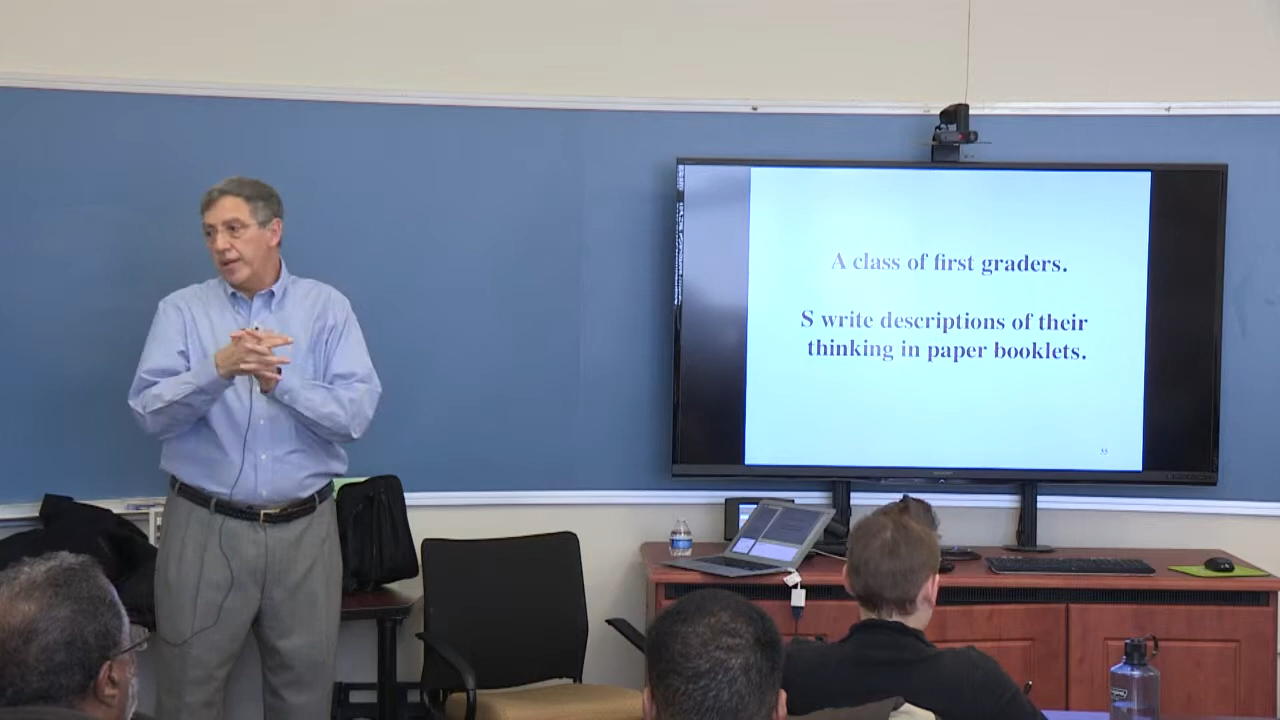 A class of first graders.
S write descriptions of their
thinking in paper booklets.